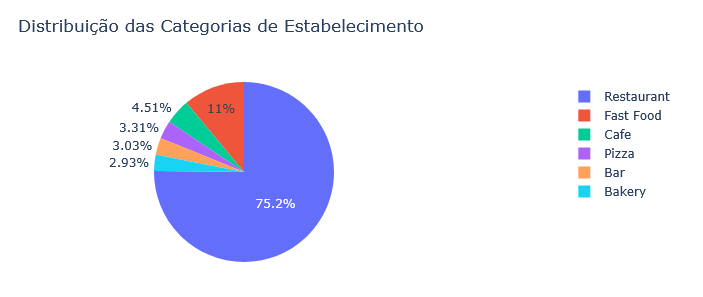 Distribuição das Categorias de Estabelecimento
4.51%
11%
3.31%
3.03%
2.93%
75.2%
Restaurant
Fast Food
Cafe
Pizza
Bar
Bakery